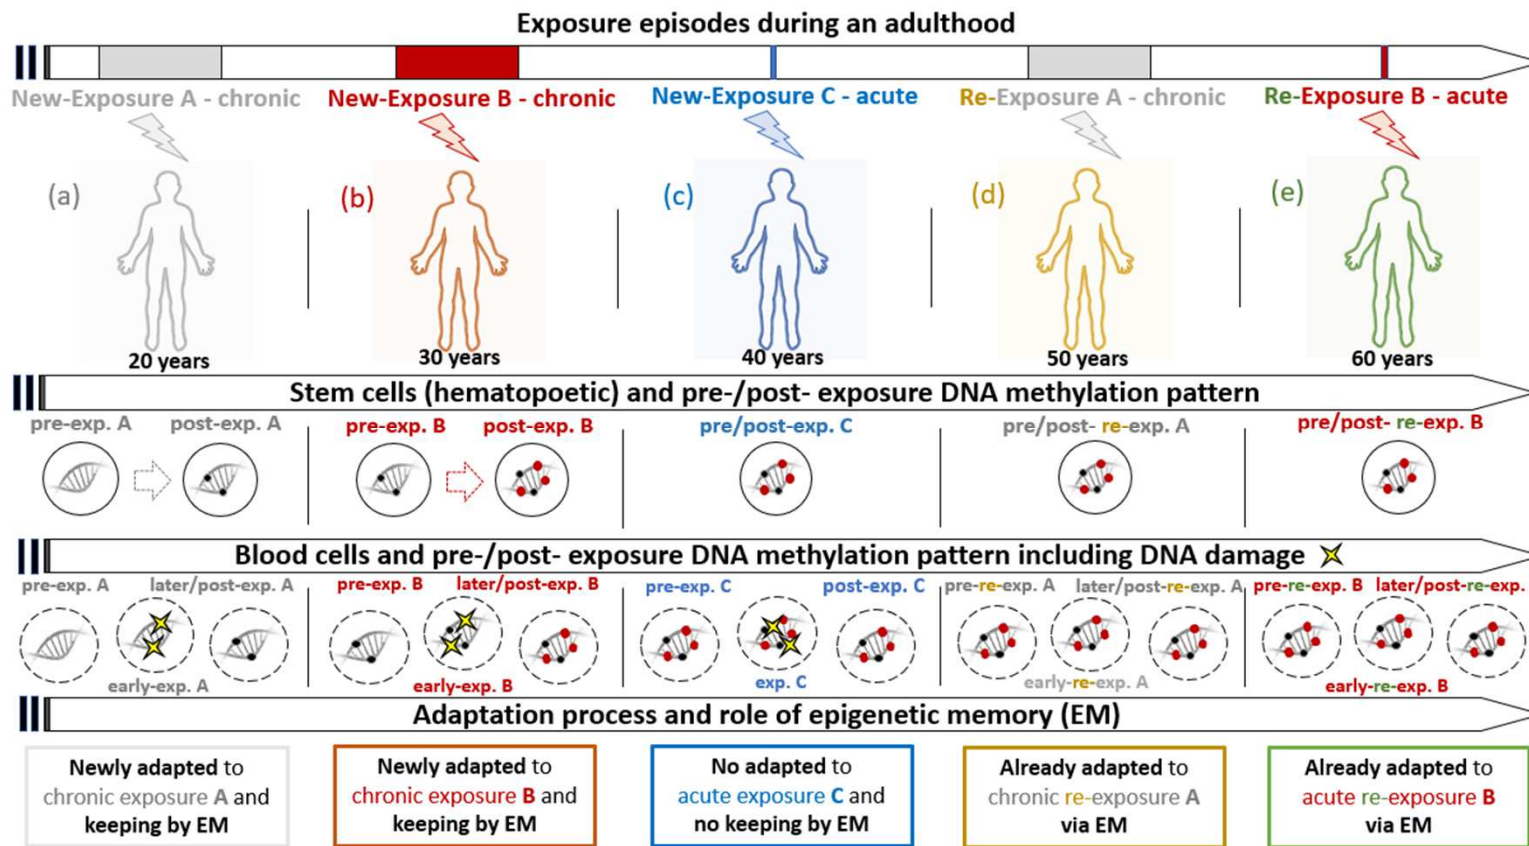 Exposure episodes during an adulthood
New-Exposure A - chronic
New-Exposure B - chronic
New-Exposure C - acute
Re-Exposure A - chronic
Re-Exposure B - acute
(a)
(b)
(c)
(d)
(e)
20 years
30 years
40 years
50 years
60 years
Stem cells (hematopoetic) and pre-/post- exposure DNA methylation pattern
pre-exp. A
post-exp. A
pre-exp. B
post-exp. B
pre/post-exp. C
pre/post- re-exp. A
pre/post- re-exp. B
Blood cells and pre-/post- exposure DNA methylation pattern including DNA damage
pre-exp. A
later/post-exp. A
pre-exp. B
later/post-exp. B
pre-exp. C
post-exp. C
pre-re-exp. A
later/post-re-exp. A
pre-re-exp. B
later/post-re-exp.
early-exp. A
early-exp. B
exp. C
early-re-exp. A
early-re-exp. B
Adaptation process and role of epigenetic memory (EM)
Newly adapted to
chronic exposure A and
keeping by EM
Newly adapted to
chronic exposure B and
keeping by EM
No adapted to
acute exposure C and
no keeping by EM
Already adapted to
chronic re-exposure A
via EM
Already adapted to
acute re-exposure B
via EM